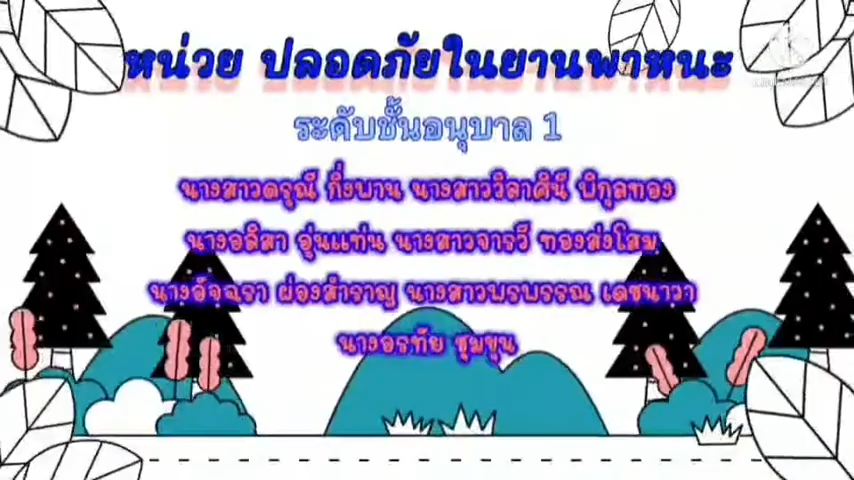 หน่วย ปลอดภัยในยานพาหนะ
ระดับชั้นอนุบาล 1
นางสาวดรุณี กิ่งพาน นางสาววิลาศินี พิกุลทอง
นางอลิสา อุ่นแท่น นางสาวจารวี ทองส่งโสม
นางอัจฉรา ผ่องสำราญ นางสาวพรพรรณ เดชนาวา
นางอรทัย ชุมขุน